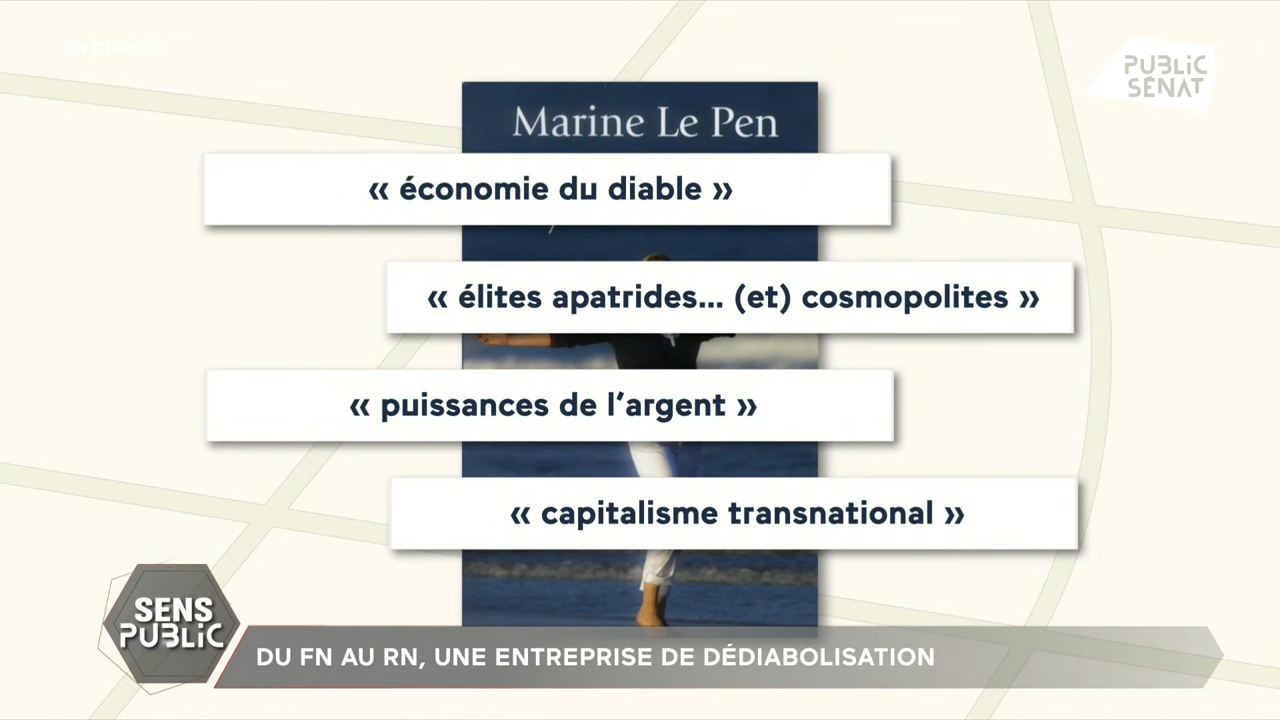 PUBLIC
SÉNAT
Marine Le Pen
« économie du diable »
« élites apatrides... (et) cosmopolites »
« puissances de l'argent »
« capitalisme transnational »
SENS
PUBLIC
DU FN AU RN, UNE ENTREPRISE DE DÉDIABOLISATION